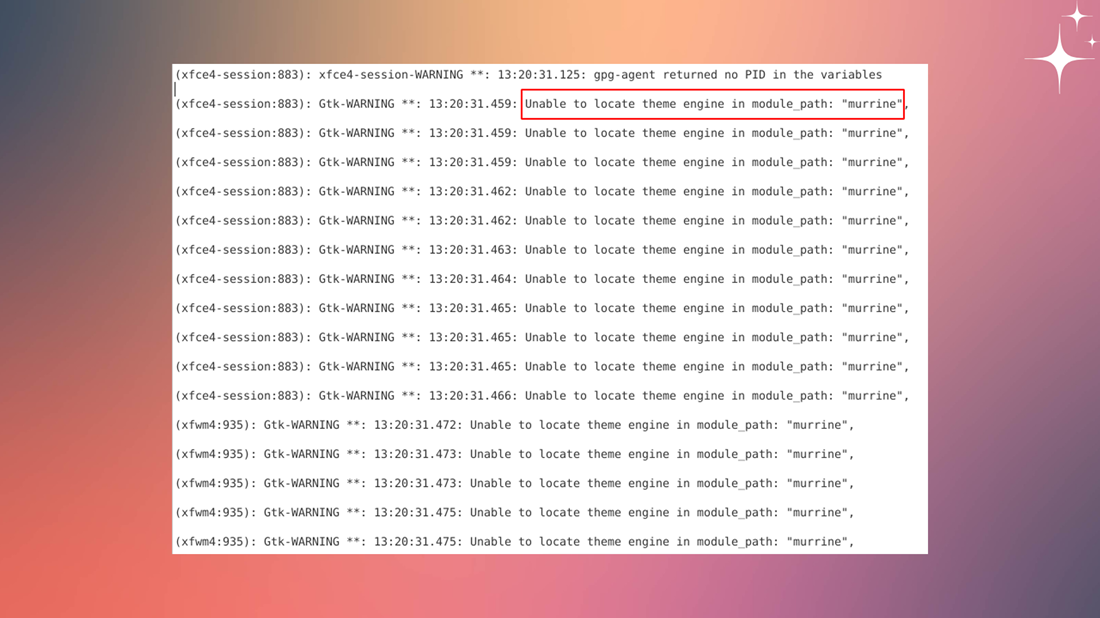 (xfce4-session:883): xfce4-session-WARNING **: 13:20:31.125: gpg-agent returned no PID in the variables
(xfce4-session:883): Gtk-WARNING **: 13:20:31.459: Unable to locate theme engine in module_path: "murrine",
(xfce4-session:883): Gtk-WARNING **: 13:20:31.459: Unable to locate theme engine in module_path: "murrine",
(xfce4-session:883): Gtk-WARNING **: 13:20:31.459: Unable to locate theme engine in module_path: "murrine",
(xfce4-session:883): Gtk-WARNING **: 13:20:31.462: Unable to locate theme engine in module_path: "murrine",
(xfce4-session:883): Gtk-WARNING **: 13:20:31.462: Unable to locate theme engine in module_path: "murrine",
(xfce4-session:883): Gtk-WARNING **: 13:20:31.463: Unable to locate theme engine in module_path: "murrine",
(xfce4-session:883): Gtk-WARNING **: 13:20:31.464: Unable to locate theme engine in module_path: "murrine",
(xfce4-session:883): Gtk-WARNING **: 13:20:31.465: Unable to locate theme engine in module_path: "murrine",
(xfce4-session:883): Gtk-WARNING **: 13:20:31.465: Unable to locate theme engine in module_path: "murrine",
(xfce4-session:883): Gtk-WARNING **: 13:20:31.465: Unable to locate theme engine in module_path: "murrine",
(xfce4-session:883): Gtk-WARNING **: 13:20:31.466: Unable to locate theme engine in module_path: "murrine",
(xfwm4:935): Gtk-WARNING **: 13:20:31.472: Unable to locate theme engine in module_path: "murrine",
(xfwm4:935): Gtk-WARNING **: 13:20:31.473: Unable to locate theme engine in module_path: "murrine",
(xfwm4:935): Gtk-WARNING **: 13:20:31.473: Unable to locate theme engine in module_path: "murrine",
(xfwm4:935): Gtk-WARNING **: 13:20:31.475: Unable to locate theme engine in module_path: "murrine",
(xfwm4:935): Gtk-WARNING **: 13:20:31.475: Unable to locate theme engine in module_path: "murrine",